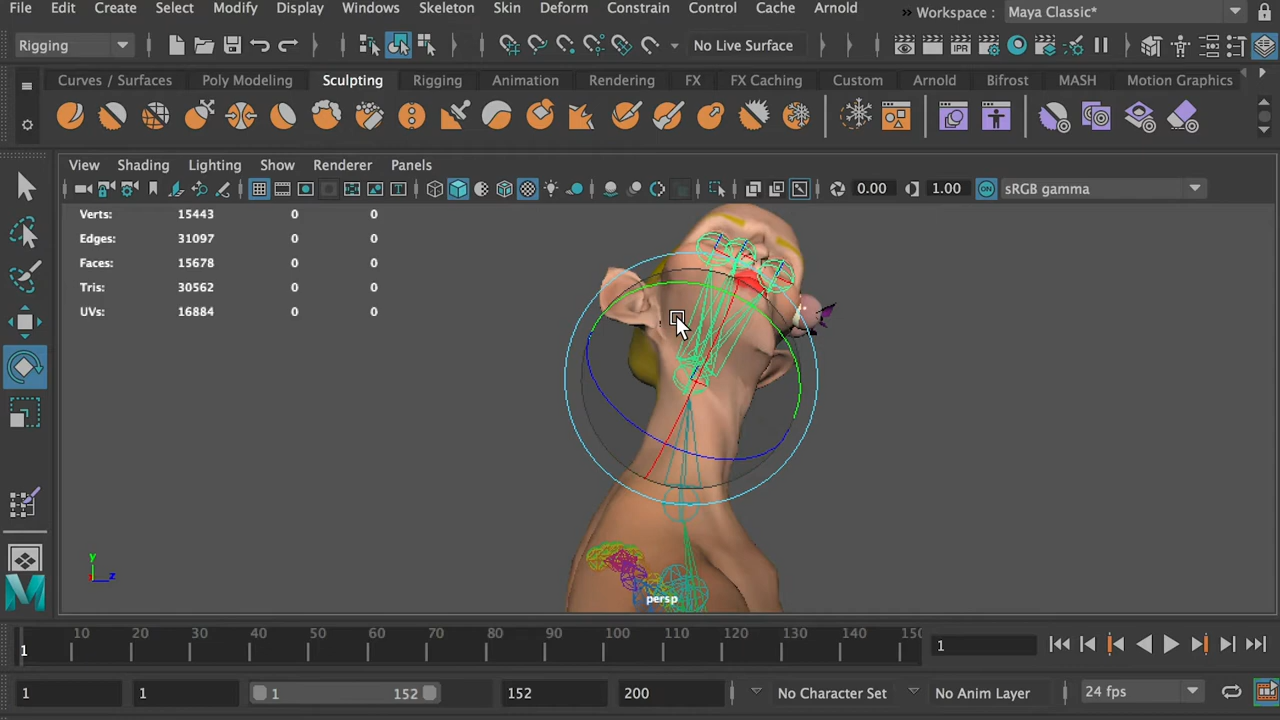 File Edit Create Select Modify Display Windows Mesh Skeleton Skin Deform Constrain Control Cache Arnold » Workspace : Maya Classic*
Rigging No Live Surface
Curves / Surfaces Poly Modeling Sculpting Rigging Animation Rendering FX FX Caching Custom Arnold Bifrost MASH Motion Graphics
View Shading Lighting Show Renderer Panels
IPR
0.00 1.00 ON sRGB gamma
Verts: 15443 0 0
Edges: 31097 0 0
Faces: 15678 0 0
Tris: 30562 0 0
UVs: 16884 0 0
y
z
persp
10 20 30 40 50 60 70 80 90 100 110 120 130 140 150
1
1
1 1 1 152 152 200 No Character Set No Anim Layer 24 fps